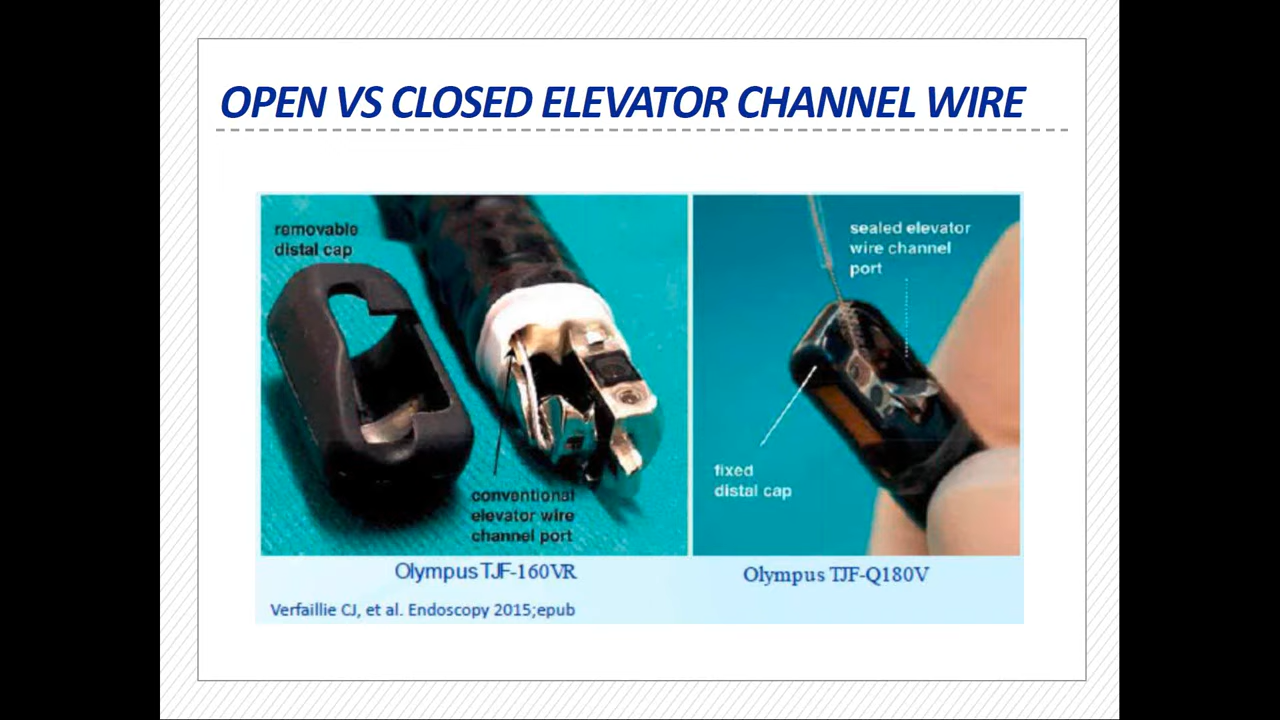 OPEN VS CLOSED ELEVATOR CHANNEL WIRE
removable
distal cap
conventional
elevator wire
channel port
sealed elevator
wire channel
port
fixed
distal cap
Olympus TJF-160VR
Olympus TJF-Q180V
Verfaillie CJ, et al. Endoscopy 2015;epub